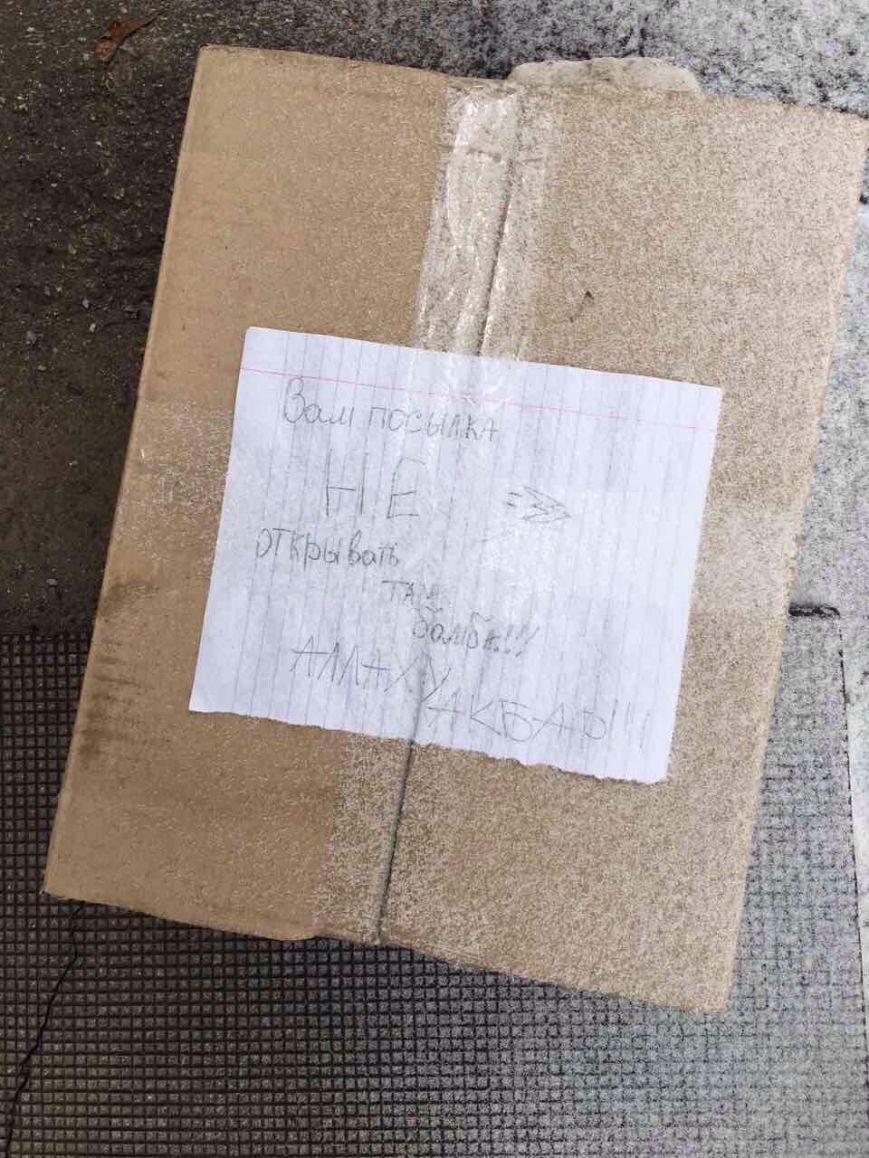 Вам посылка
НЕ
открывать
там
бомба!!!
АЛЛАХУ
АКБАР!!!